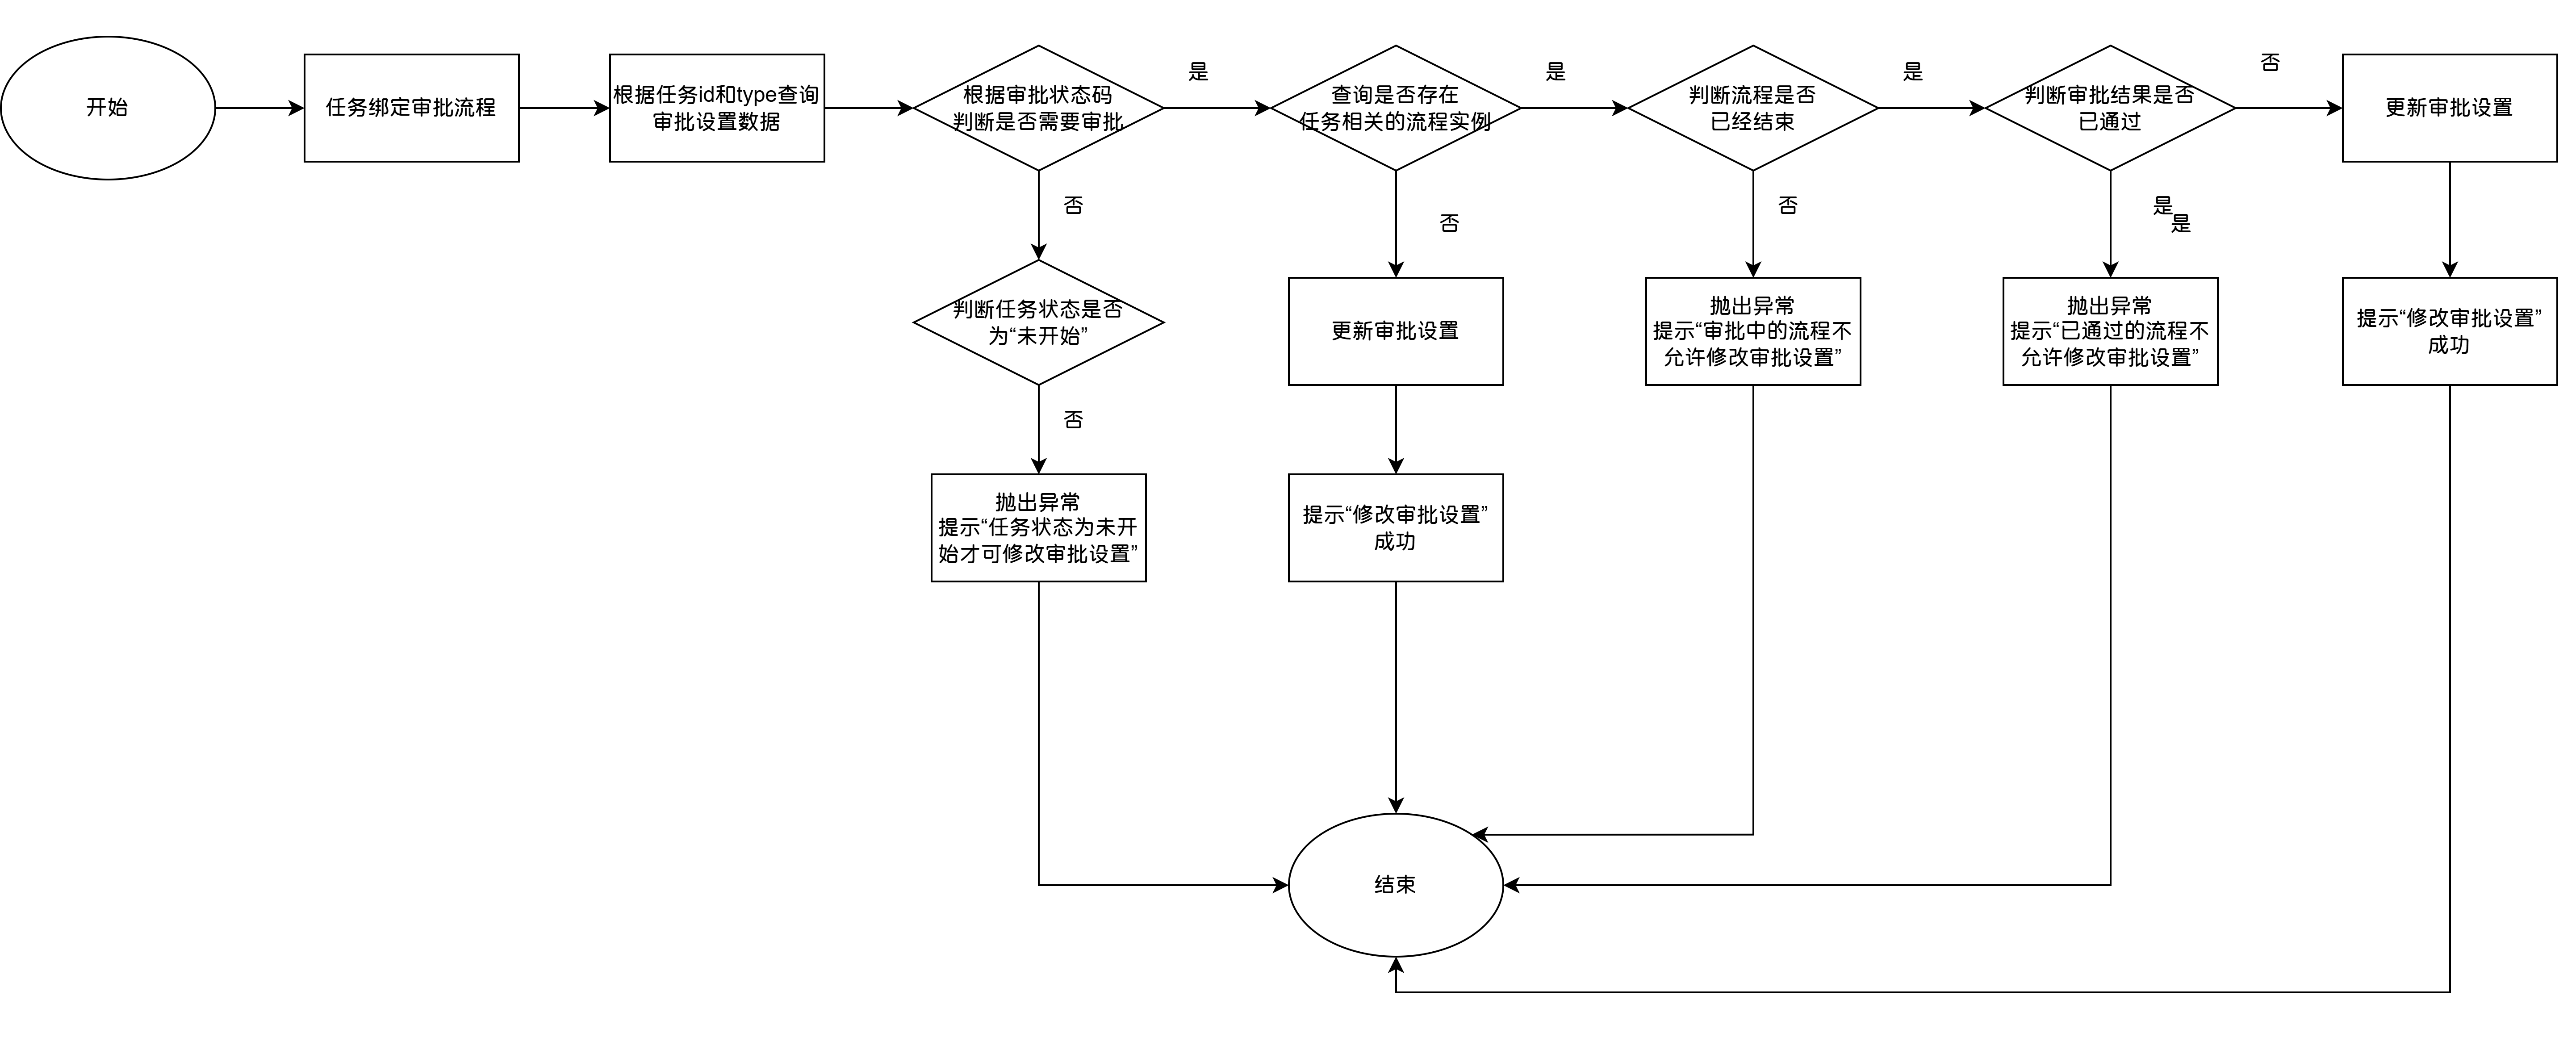 开始
任务绑定审批流程
根据任务id和type查询
审批设置数据
根据审批状态码
判断是否需要审批
是
查询是否存在
任务相关的流程实例
是
判断流程是否
已经结束
是
判断审批结果是否
已通过
否
更新审批设置
否
否
否
是
是
判断任务状态是否
为“未开始”
更新审批设置
抛出异常
提示“审批中的流程不
允许修改审批设置”
抛出异常
提示“已通过的流程不
允许修改审批设置”
提示“修改审批设置”
成功
否
抛出异常
提示“任务状态为未开
始才可修改审批设置”
提示“修改审批设置”
成功
结束